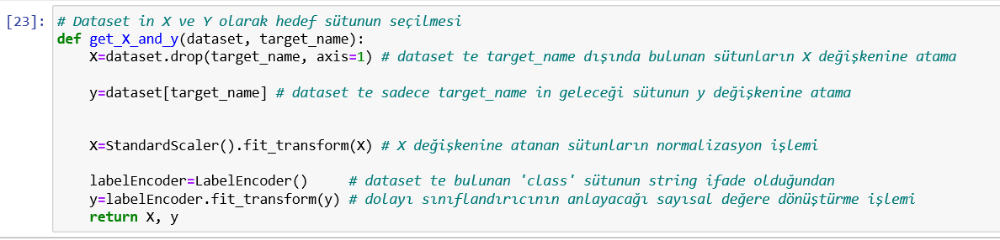 [23]: # Dataset in X ve Y olarak hedef sütunun seçilmesi
def get_X_and_y(dataset, target_name):
X=dataset.drop(target_name, axis=1) # dataset te target_name dışında bulunan sütunların X değişkenine atama
y=dataset[target_name] # dataset te sadece target_name in geleceği sütunun y değişkenine atama
X=StandardScaler().fit_transform(X) # X değişkenine atanan sütunların normalizasyon işlemi
labelEncoder=LabelEncoder() # dataset te bulunan 'class' sütunun string ifade olduğundan
y=labelEncoder.fit_transform(y) # dolayı sınıflandırıcının anlayacağı sayısal değere dönüştürme işlemi
return X, y